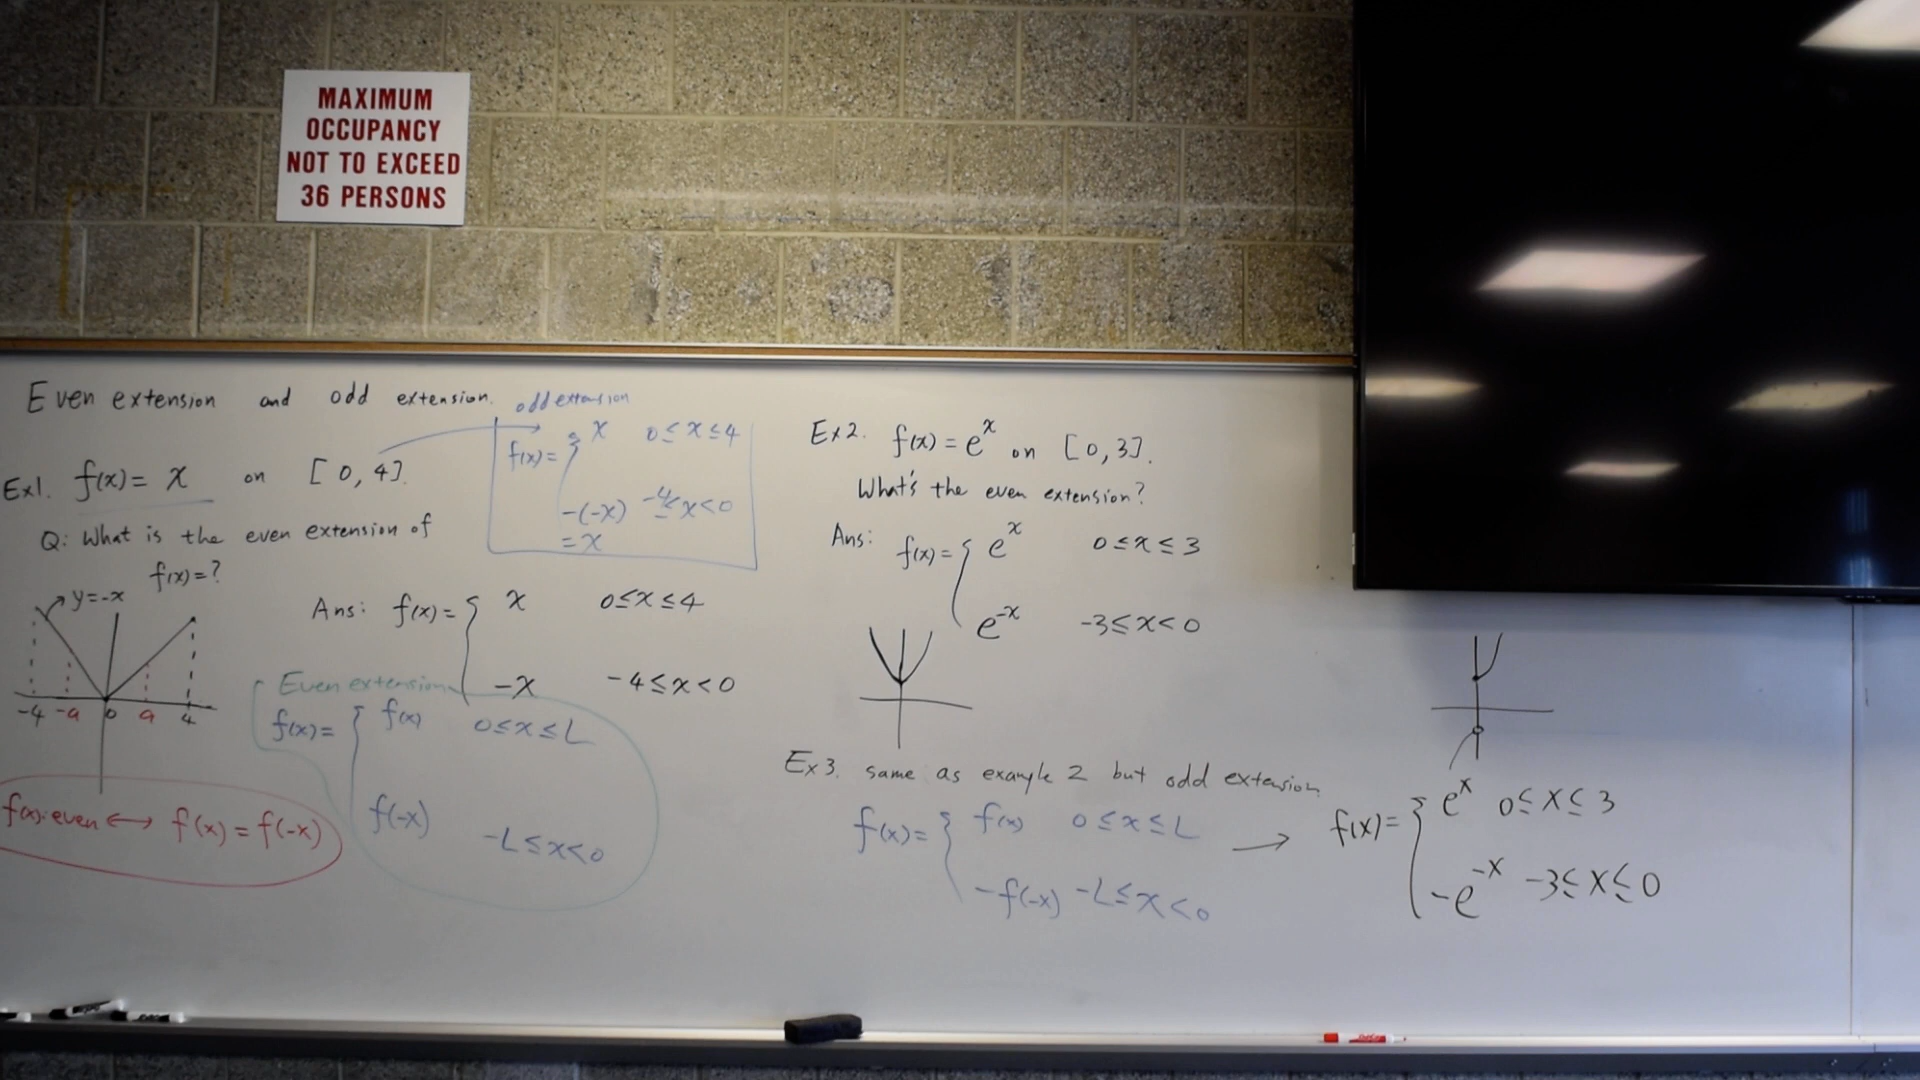 MAXIMUM
OCCUPANCY
NOT TO EXCEED
36 PERSONS
Even extension and odd extension.
Ex1. f(x) = x on [0, 4].
Q: What is the even extension of
f(x)=?
y=-x
-4 -a 0 a 4
Ans: f(x) = { x 0≤x≤4
-x -4≤x<0
odd extension
f(x) = { x 0≤x≤4
-(-x) -4≤x<0
= x
Even extension
f(x) = { f(x) 0≤x≤L
f(-x) -L≤x<0
f(x): even ⟷ f(x) = f(-x)
Ex2. f(x) = e^x on [0,3].
What's the even extension?
Ans: f(x) = { e^x 0≤x≤3
e^-x -3≤x<0
Ex3. same as example 2 but odd extension
f(x) = { f(x) 0≤x≤L
-f(-x) -L≤x<0
→ f(x) = { e^x 0≤x≤3
-e^-x -3≤x≤0